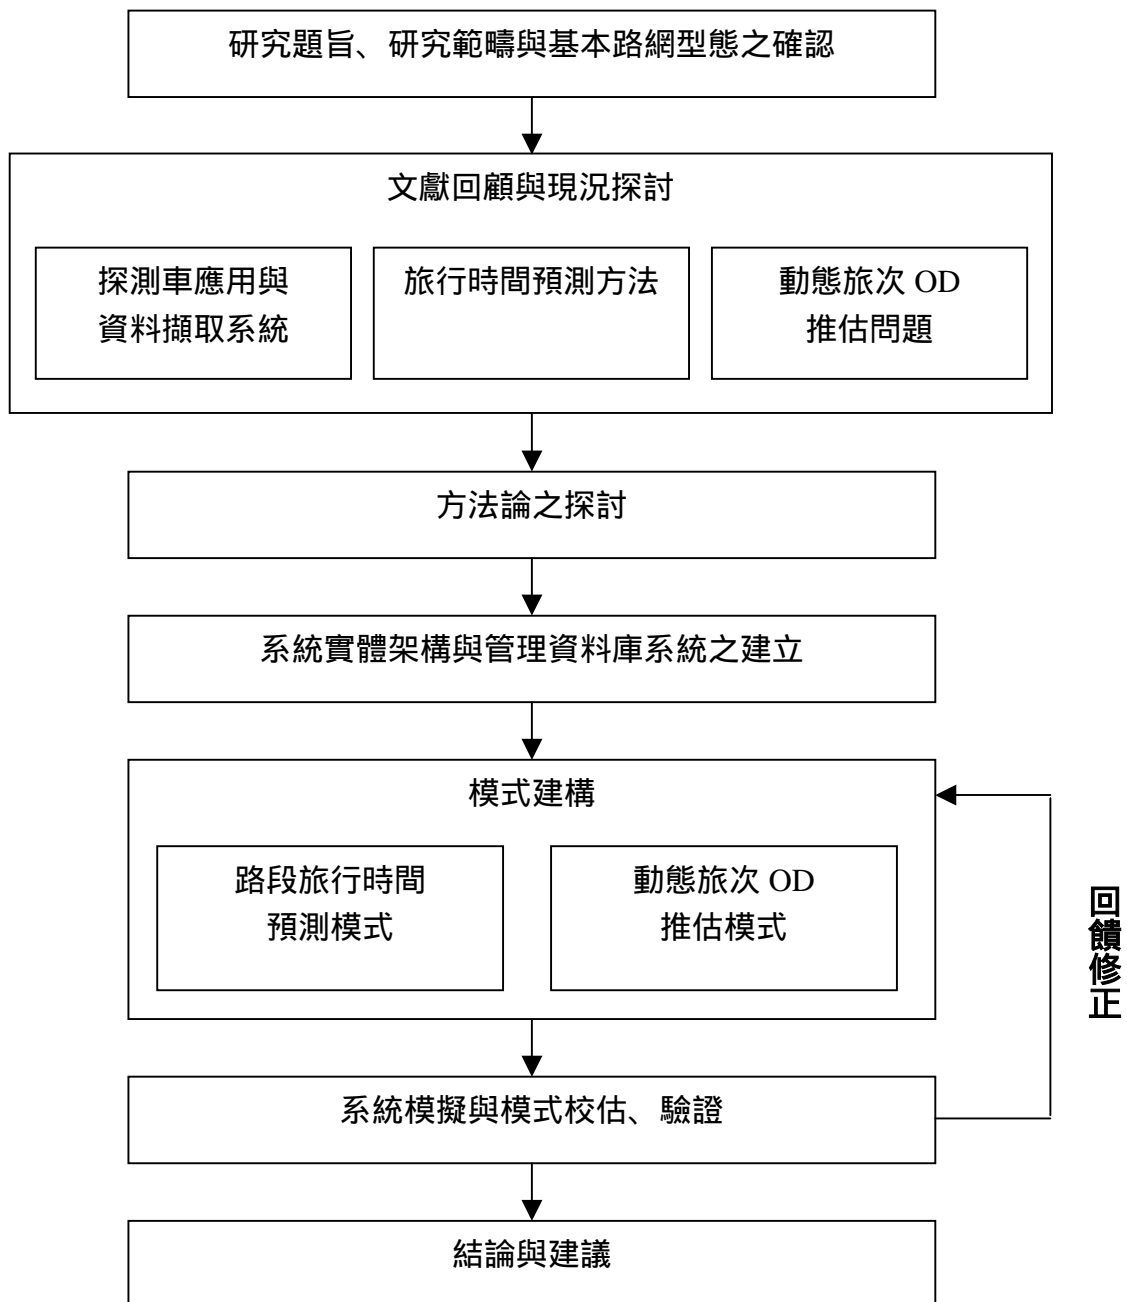 研究題旨、研究範疇與基本路網型態之確認
文獻回顧與現況探討
探測車應用與
資料擷取系統
旅行時間預測方法
動態旅次 OD
推估問題
方法論之探討
系統實體架構與管理資料庫系統之建立
模式建構
路段旅行時間
預測模式
動態旅次 OD
推估模式
回饋修正
系統模擬與模式校估、驗證
結論與建議